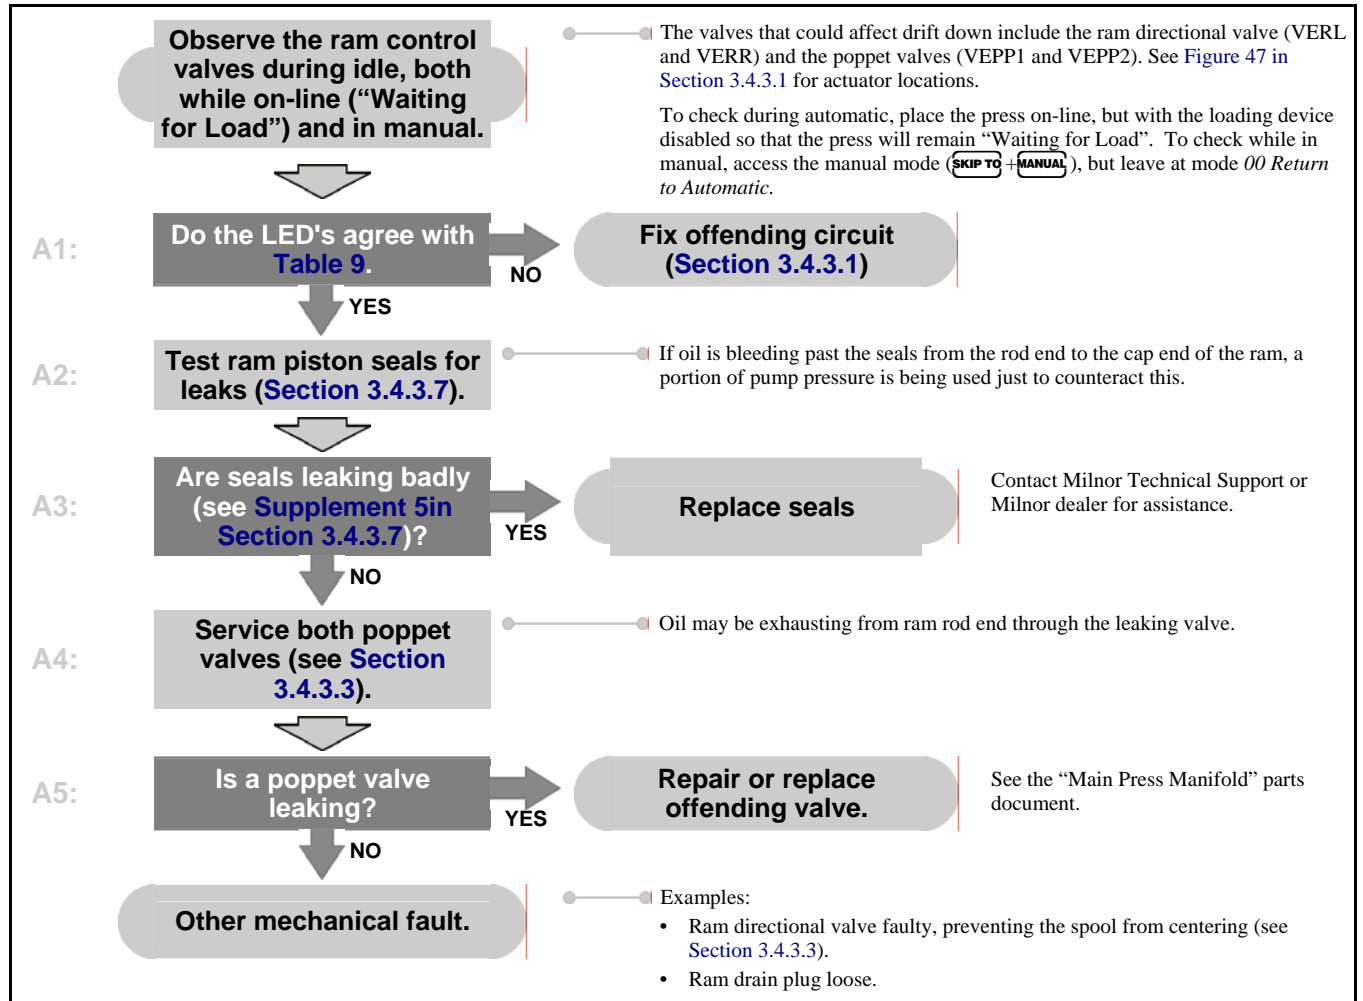 Observe the ram control
valves during idle, both
while on-line (“Waiting
for Load”) and in manual.
The valves that could affect drift down include the ram directional valve (VERL
and VERR) and the poppet valves (VEPP1 and VEPP2). See Figure 47 in
Section 3.4.3.1 for actuator locations.
To check during automatic, place the press on-line, but with the loading device
disabled so that the press will remain “Waiting for Load”. To check while in
manual, access the manual mode (SKIP TO+MANUAL), but leave at mode 00 Return
to Automatic.
A1:
Do the LED's agree with
Table 9.
NO
Fix offending circuit
(Section 3.4.3.1)
YES
A2:
Test ram piston seals for
leaks (Section 3.4.3.7).
If oil is bleeding past the seals from the rod end to the cap end of the ram, a
portion of pump pressure is being used just to counteract this.
A3:
Are seals leaking badly
(see Supplement 5in
Section 3.4.3.7)?
YES
Replace seals
Contact Milnor Technical Support or
Milnor dealer for assistance.
NO
A4:
Service both poppet
valves (see Section
3.4.3.3).
Oil may be exhausting from ram rod end through the leaking valve.
A5:
Is a poppet valve
leaking?
YES
Repair or replace
offending valve.
See the “Main Press Manifold” parts
document.
NO
Other mechanical fault.
Examples:
• Ram directional valve faulty, preventing the spool from centering (see
Section 3.4.3.3).
• Ram drain plug loose.